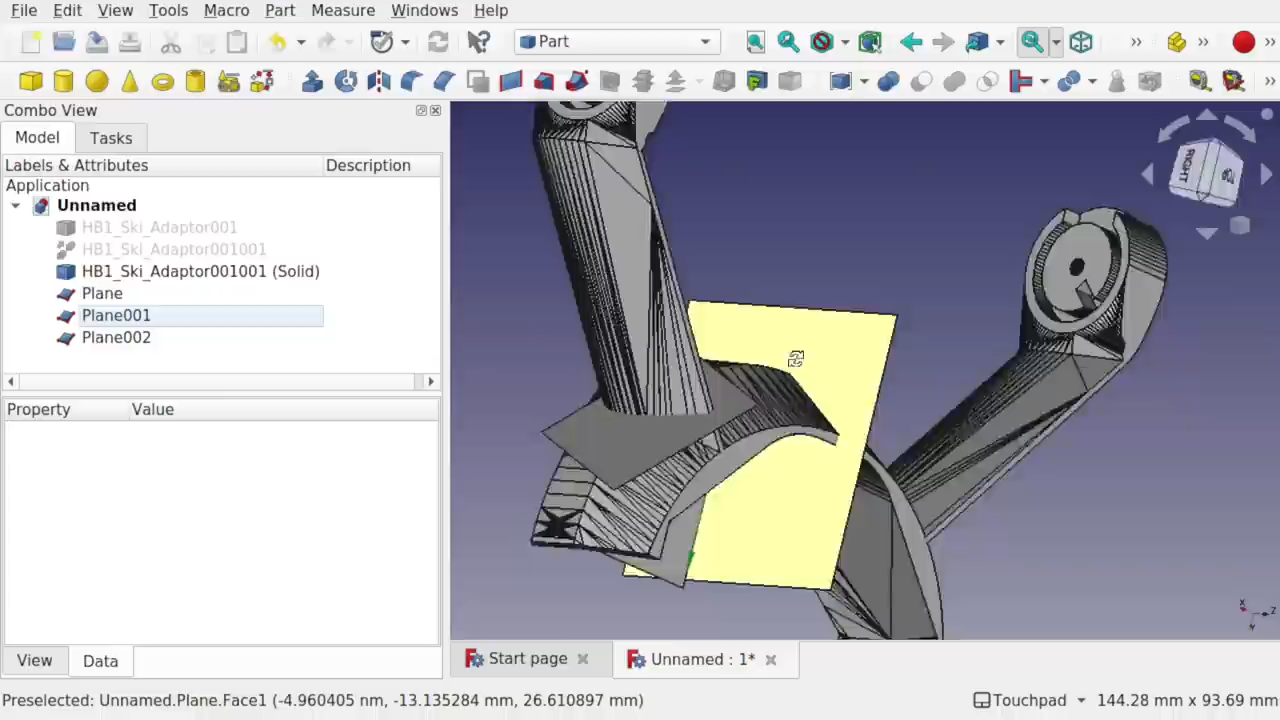 File Edit View Tools Macro Part Measure Windows Help
Part
Combo View
Model Tasks
Labels & Attributes Description
Application
Unnamed
HB1_Ski_Adaptor001
HB1_Ski_Adaptor001001
HB1_Ski_Adaptor001001 (Solid)
Plane
Plane001
Plane002
Property Value
View Data
RIGHT
X
Z
Y
Start page
Unnamed : 1*
Preselected: Unnamed.Plane.Face1 (-4.960405 nm, -13.135284 mm, 26.610897 mm)
Touchpad 144.28 mm x 93.69 mm